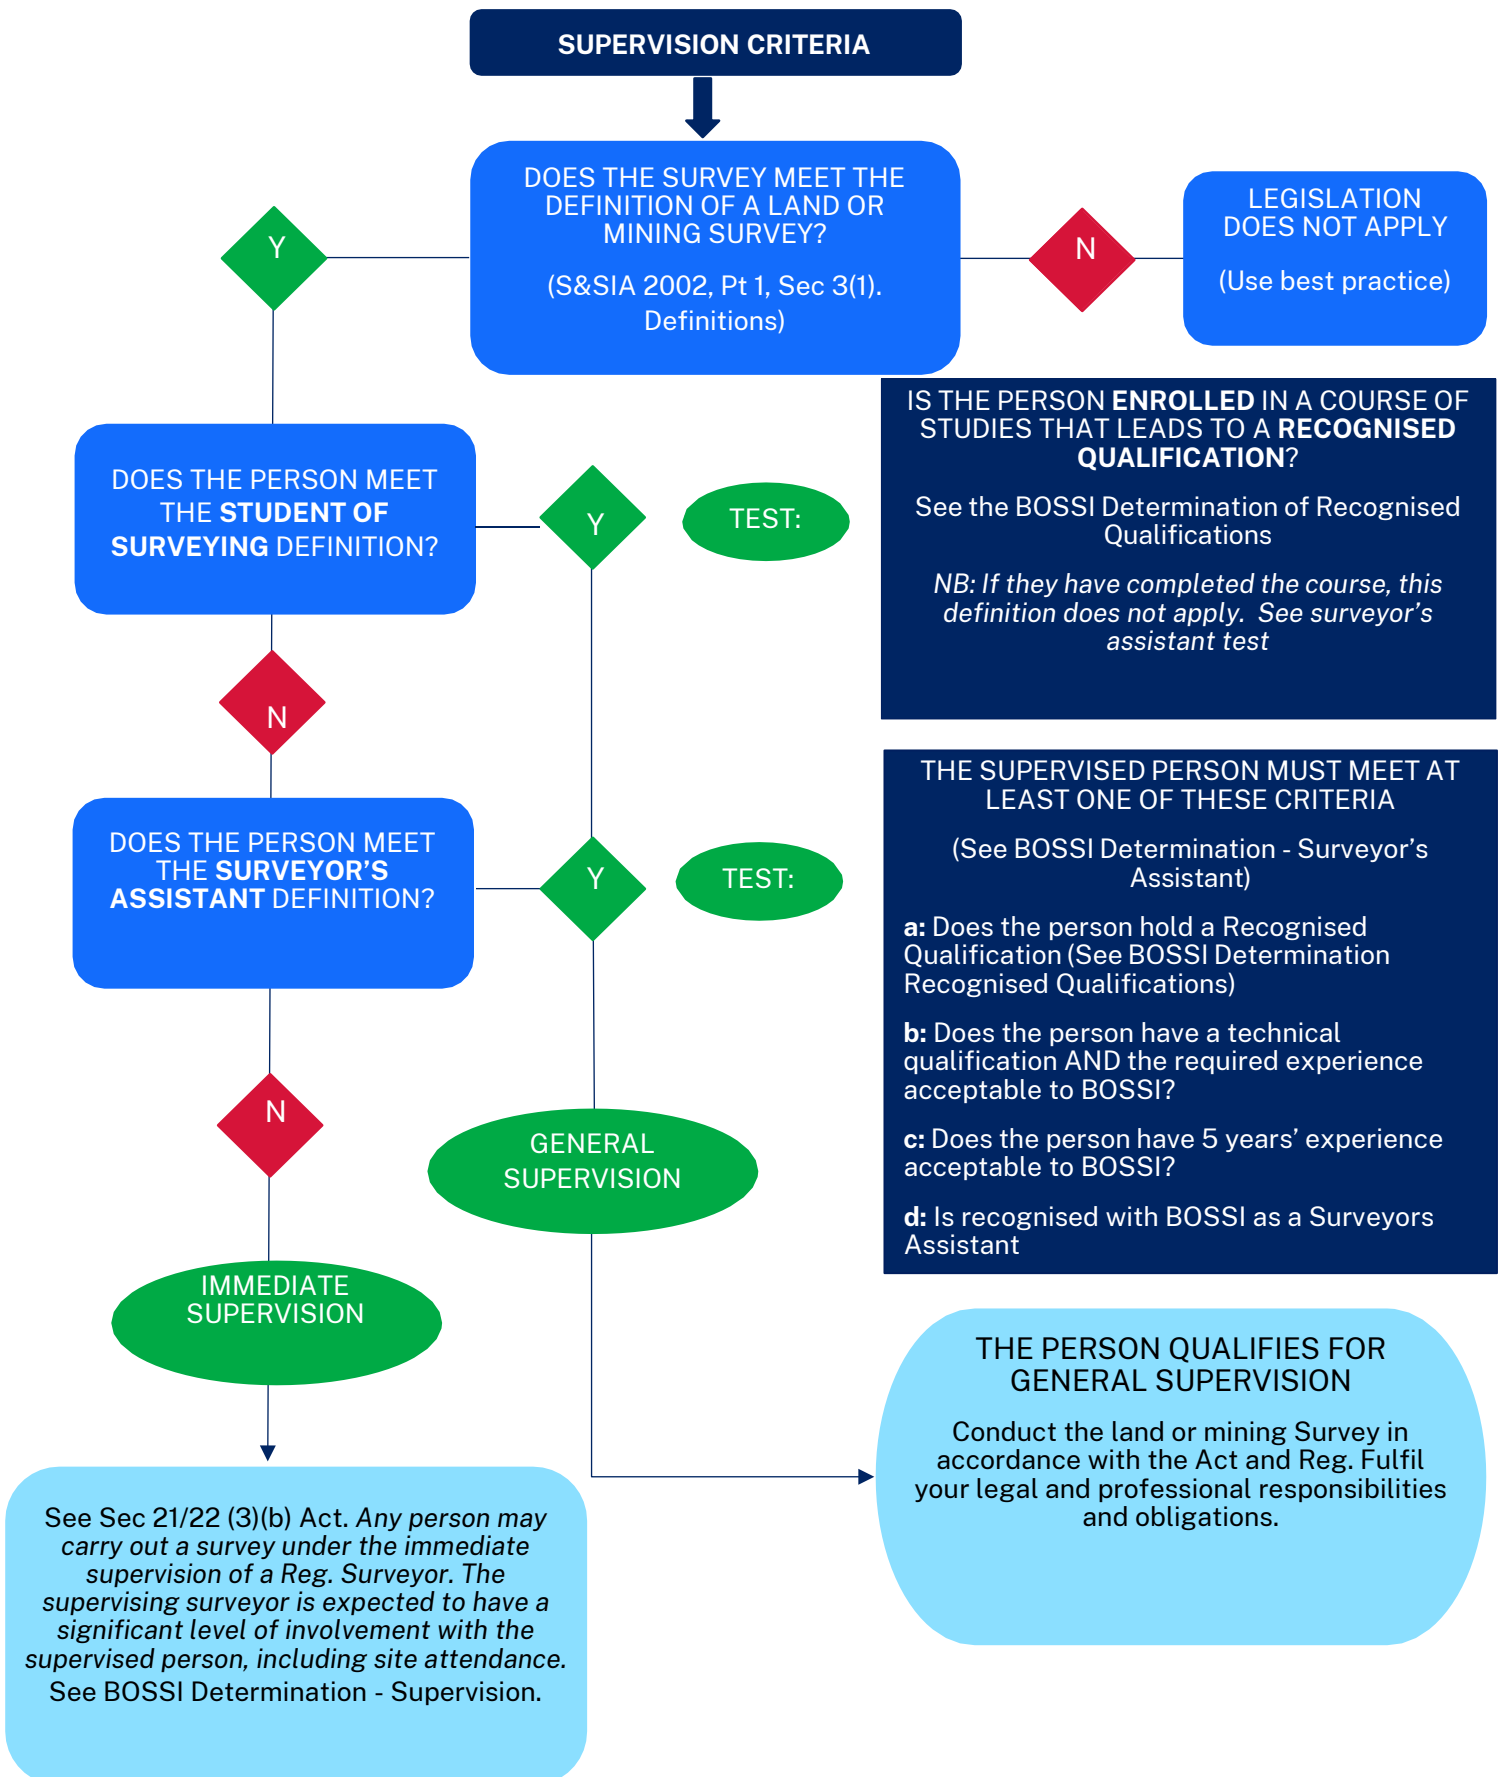 SUPERVISION CRITERIA
DOES THE SURVEY MEET THE
DEFINITION OF A LAND OR
MINING SURVEY?
(S&SIA 2002, Pt 1, Sec 3(1).
Definitions)
Y
N
LEGISLATION
DOES NOT APPLY
(Use best practice)
DOES THE PERSON MEET
THE STUDENT OF
SURVEYING DEFINITION?
Y
TEST:
IS THE PERSON ENROLLED IN A COURSE OF
STUDIES THAT LEADS TO A RECOGNISED
QUALIFICATION?
See the BOSSI Determination of Recognised
Qualifications
NB: If they have completed the course, this
definition does not apply.  See surveyor’s
assistant test
N
DOES THE PERSON MEET
THE SURVEYOR’S
ASSISTANT DEFINITION?
Y
TEST:
THE SUPERVISED PERSON MUST MEET AT
LEAST ONE OF THESE CRITERIA
(See BOSSI Determination - Surveyor’s
Assistant)
a: Does the person hold a Recognised
Qualification (See BOSSI Determination
Recognised Qualifications)
b: Does the person have a technical
qualification AND the required experience
acceptable to BOSSI?
c: Does the person have 5 years’ experience
acceptable to BOSSI?
d: Is recognised with BOSSI as a Surveyors
Assistant
N
GENERAL
SUPERVISION
IMMEDIATE
SUPERVISION
THE PERSON QUALIFIES FOR
GENERAL SUPERVISION
Conduct the land or mining Survey in
accordance with the Act and Reg. Fulfil
your legal and professional responsibilities
and obligations.
See Sec 21/22 (3)(b) Act. Any person may
carry out a survey under the immediate
supervision of a Reg. Surveyor. The
supervising surveyor is expected to have a
significant level of involvement with the
supervised person, including site attendance.
See BOSSI Determination - Supervision.